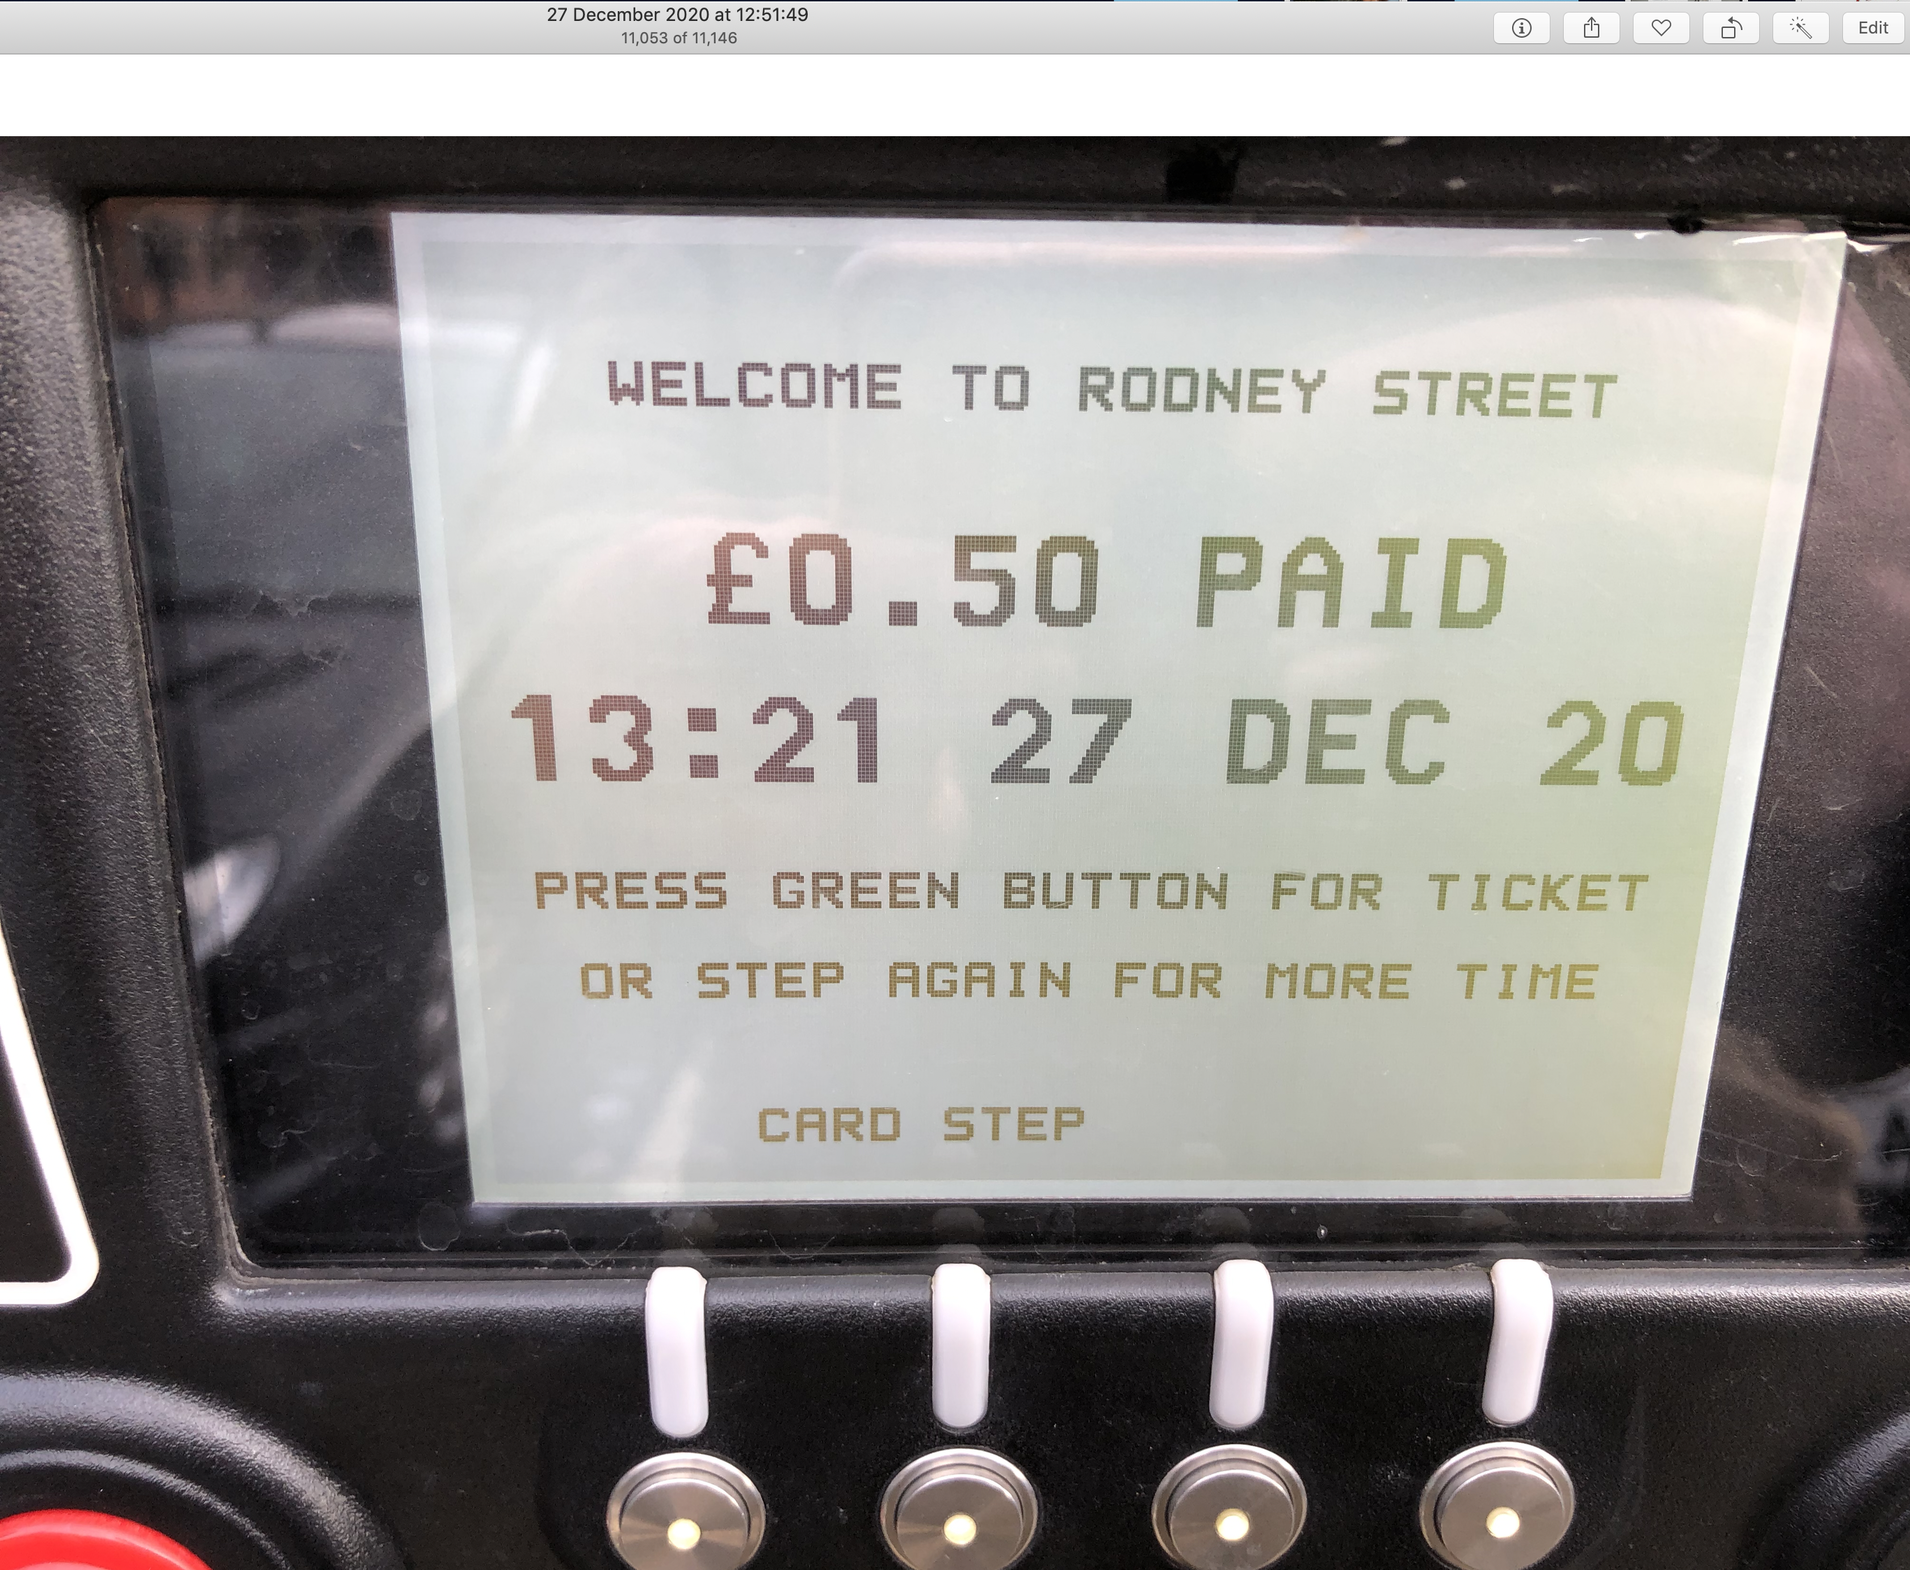 27 December 2020 at 12:51:49
11,053 of 11,146
Edit
WELCOME TO RODNEY STREET
£0.50 PAID
13:21 27 DEC 20
PRESS GREEN BUTTON FOR TICKET
OR STEP AGAIN FOR MORE TIME
CARD STEP